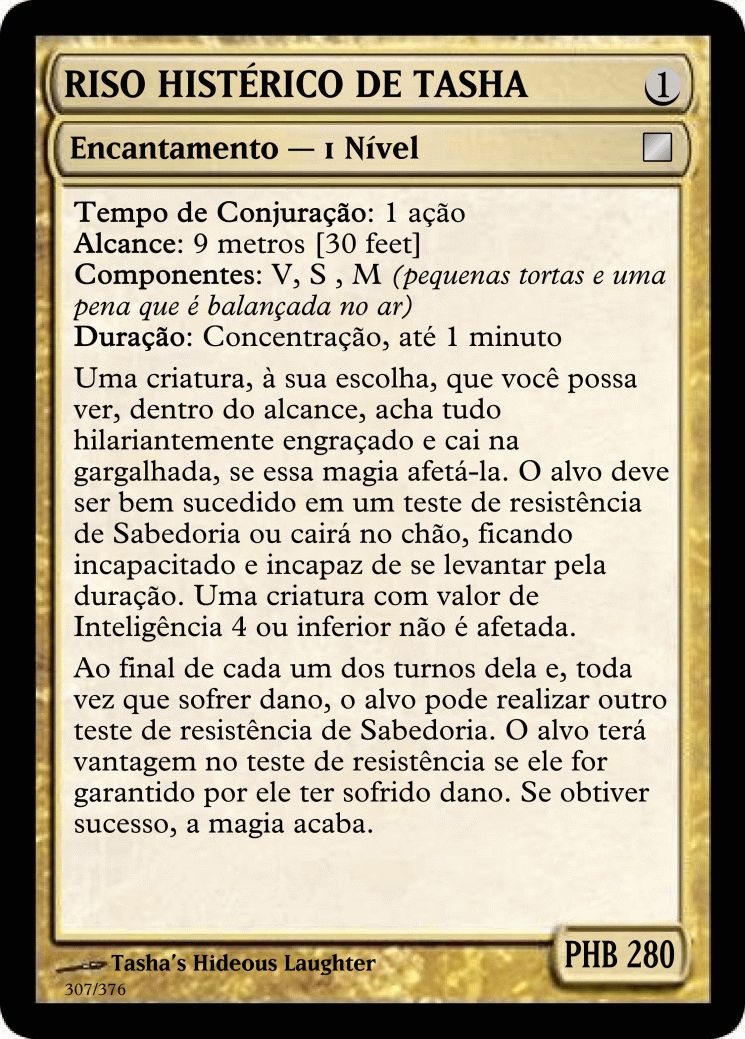 RISO HISTÉRICO DE TASHA 1
Encantamento — 1 Nível
Tempo de Conjuração: 1 ação
Alcance: 9 metros [30 feet]
Componentes: V, S , M (pequenas tortas e uma
pena que é balançada no ar)
Duração: Concentração, até 1 minuto
Uma criatura, à sua escolha, que você possa
ver, dentro do alcance, acha tudo
hilariantemente engraçado e cai na
gargalhada, se essa magia afetá-la. O alvo deve
ser bem sucedido em um teste de resistência
de Sabedoria ou cairá no chão, ficando
incapacitado e incapaz de se levantar pela
duração. Uma criatura com valor de
Inteligência 4 ou inferior não é afetada.
Ao final de cada um dos turnos dela e, toda
vez que sofrer dano, o alvo pode realizar outro
teste de resistência de Sabedoria. O alvo terá
vantagem no teste de resistência se ele for
garantido por ele ter sofrido dano. Se obtiver
sucesso, a magia acaba.
PHB 280
Tasha's Hideous Laughter
307/376